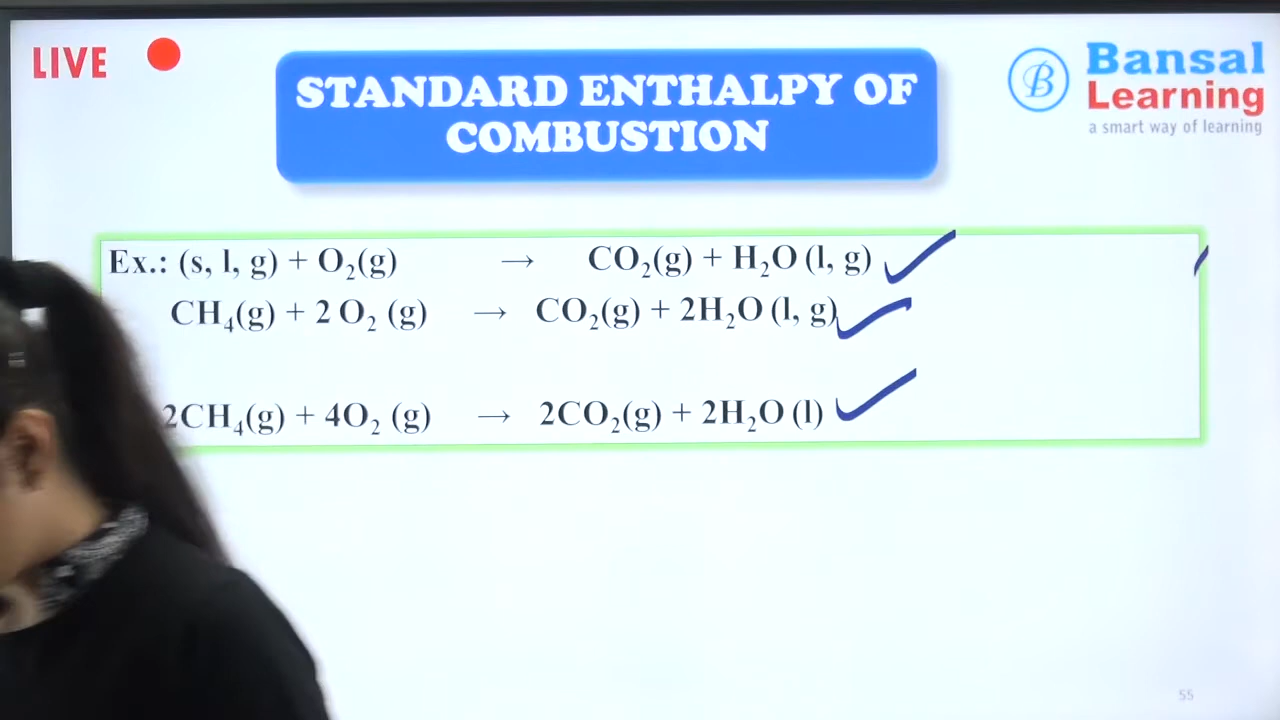 LIVE
STANDARD ENTHALPY OF
COMBUSTION
B
Bansal
Learning
a smart way of learning
Ex.: (s, l, g) + O₂(g) → CO₂(g) + H₂O (l, g)
CH₄(g) + 2 O₂ (g) → CO₂(g) + 2H₂O (l, g)
2CH₄(g) + 4O₂ (g) → 2CO₂(g) + 2H₂O (l)
55